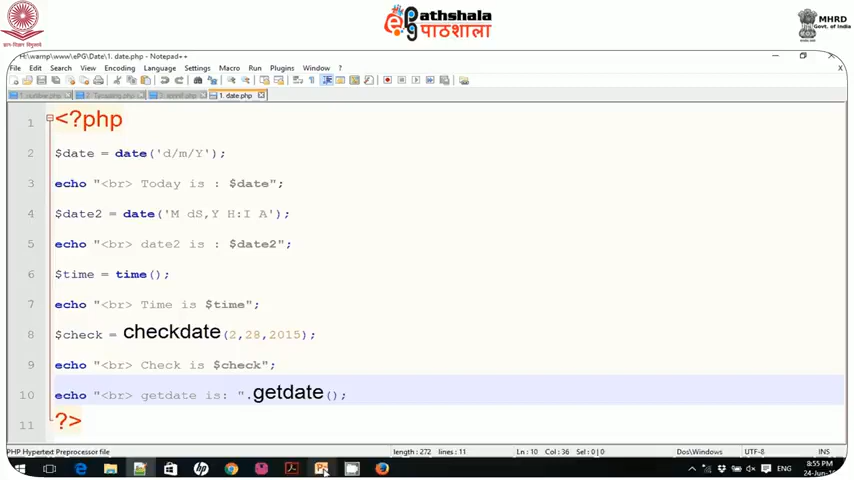 ePathshala
पाठशाला
MHRD
Govt. of India
H:\wamp\www\ePG\Date\1. date.php - Notepad++
File Edit Search View Encoding Language Settings Macro Run Plugins Window ?
1. date.php
1 <?php
2 $date = date('d/m/Y');
3 echo "<br> Today is : $date";
4 $date2 = date('M dS,Y H:I A');
5 echo "<br> date2 is : $date2";
6 $time = time();
7 echo "<br> Time is $time";
8 $check = checkdate(2,28,2015);
9 echo "<br> Check is $check";
10 echo "<br> getdate is: ".getdate();
11 ?>
PHP Hypertext Preprocessor file length : 272 lines : 11 Ln : 10 Col : 36 Sel : 0 | 0 Dos\Windows UTF-8 INS
ENG
8:55 PM
24-Jun-16